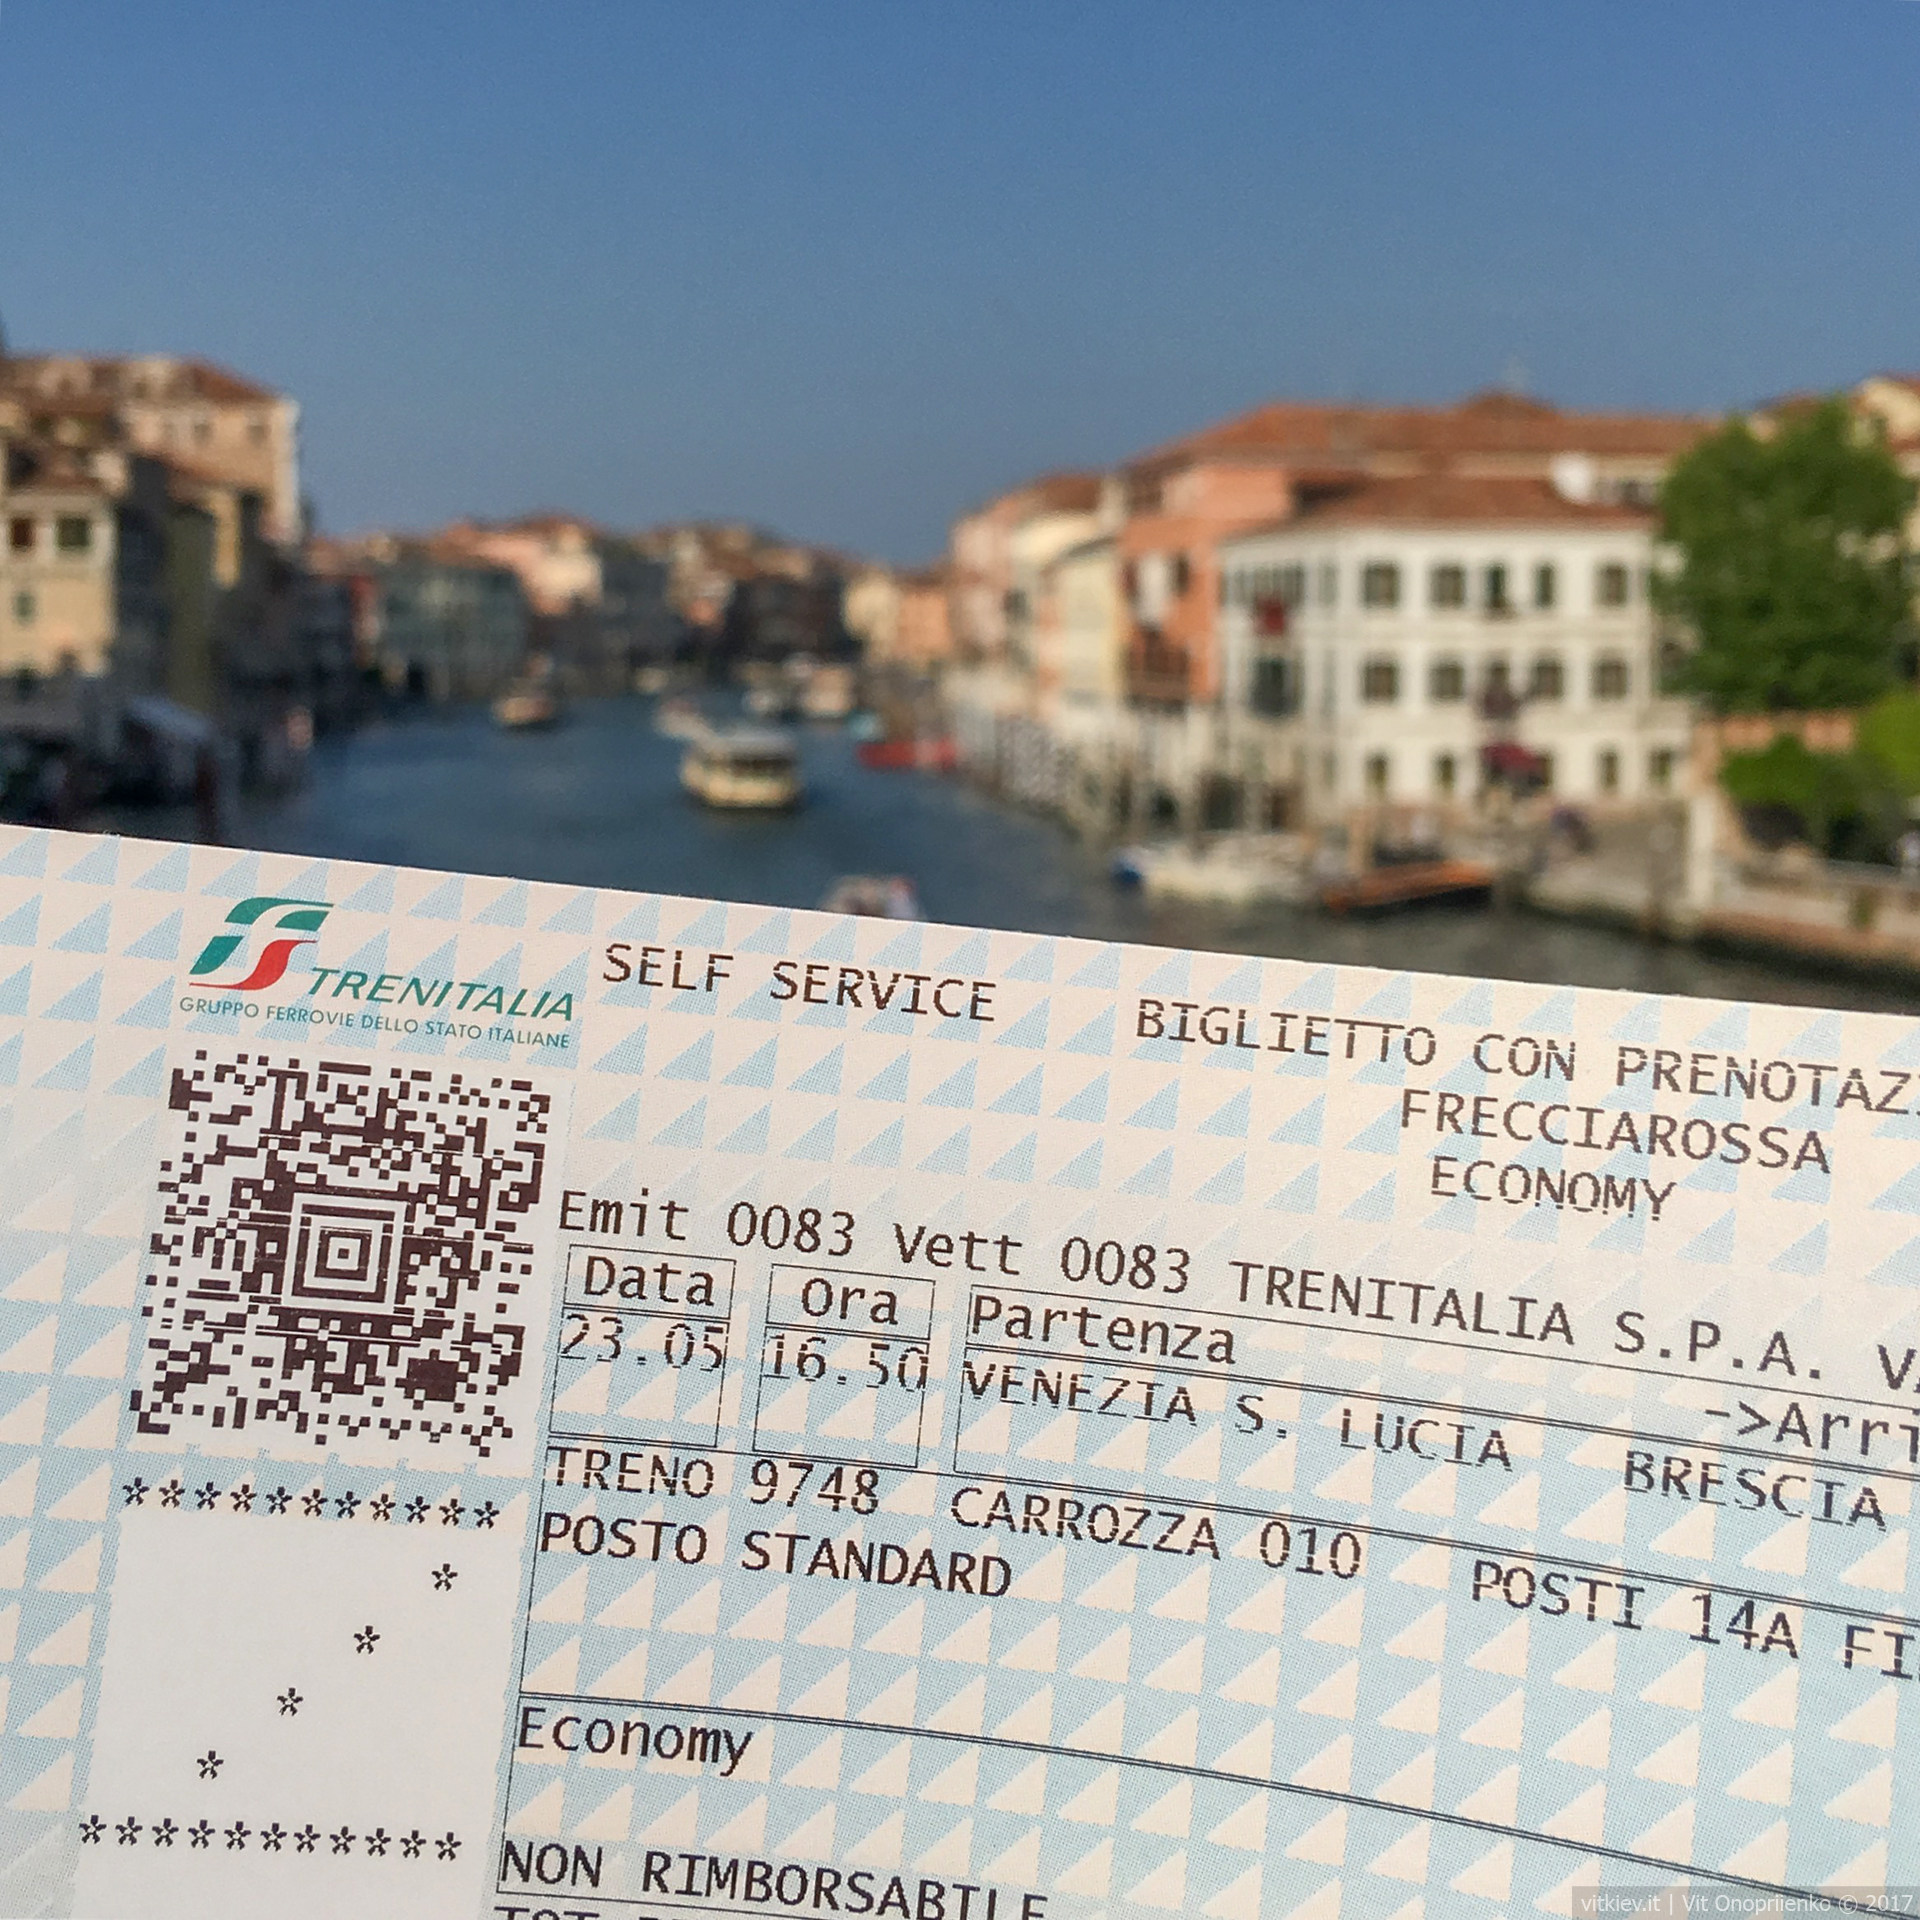 TRENITALIA
GRUPPO FERROVIE DELLO STATO ITALIANE
SELF SERVICE BIGLIETTO CON PRENOTAZ
FRECCIAROSSA
ECONOMY
Emit 0083 Vett 0083 TRENITALIA S.P.A. V
Data Ora Partenza ->Arri
23.05 16.50 VENEZIA S. LUCIA BRESCIA
TRENO 9748 CARROZZA 010 POSTI 14A FI
POSTO STANDARD
***********
*
*
*
*
***********
Economy
NON RIMBORSABILE
vitkiev.it | Vit Onopriienko © 2017